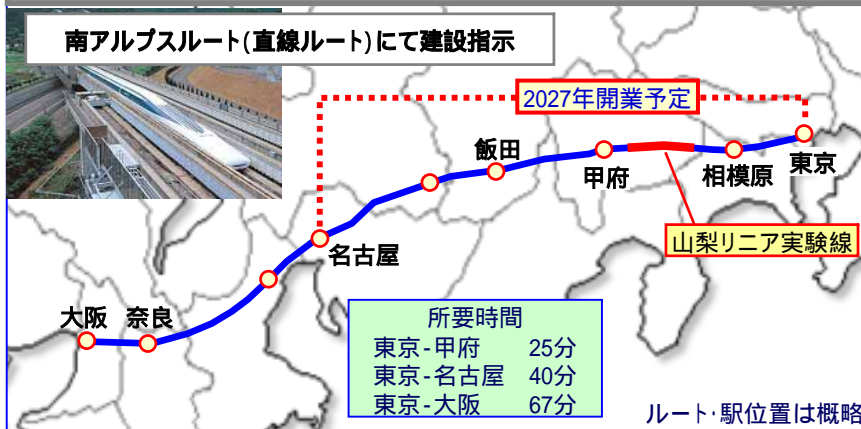 南アルプスルート(直線ルート)にて建設指示
2027年開業予定
飯田
甲府
相模原
東京
山梨リニア実験線
名古屋
大阪
奈良
所要時間
東京-甲府 25分
東京-名古屋 40分
東京-大阪 67分
ルート･駅位置は概略